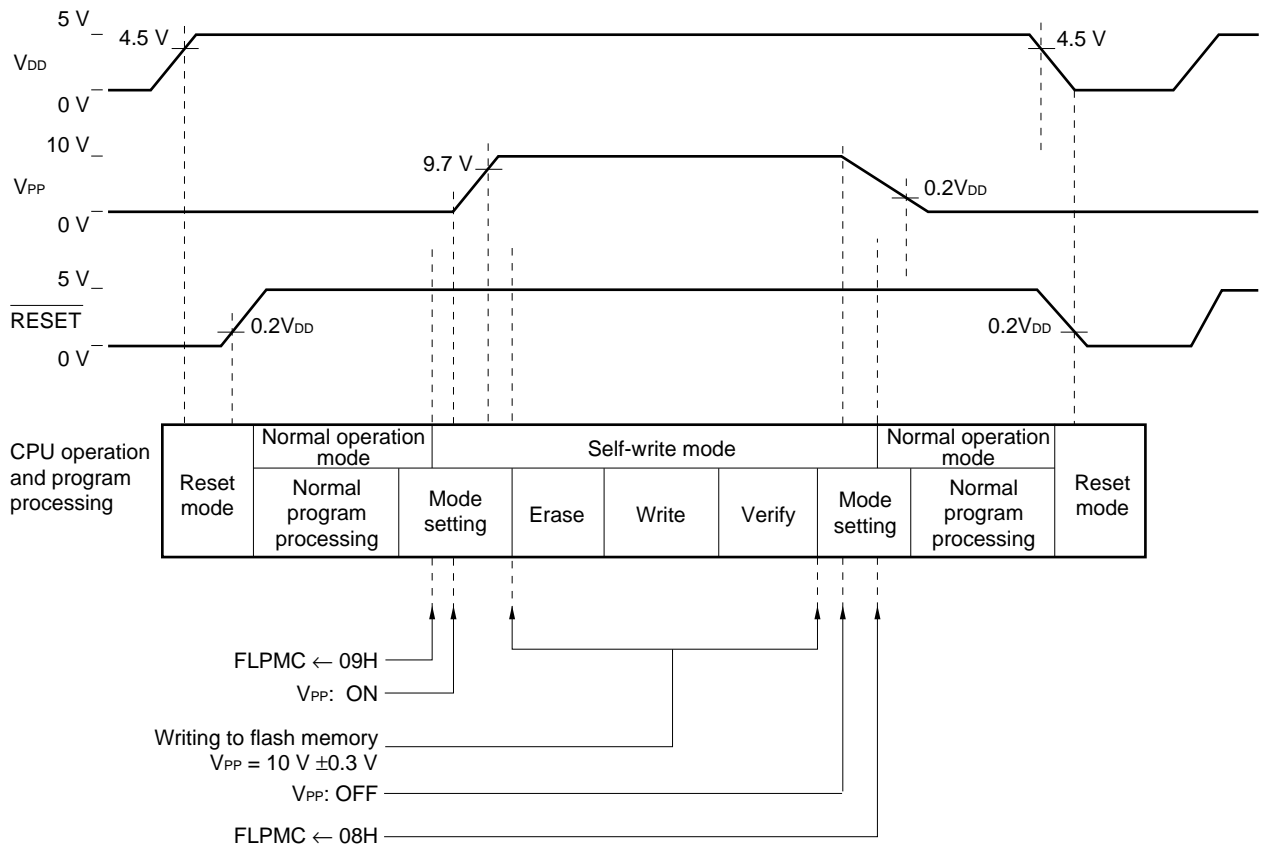 5 V
4.5 V
4.5 V
VDD
0 V
10 V
9.7 V
VPP
0.2VDD
0 V
5 V
RESET
0.2VDD
0.2VDD
0 V
CPU operation
and program
processing
Reset
mode
Normal operation
mode
Self-write mode
Normal operation
mode
Reset
mode
Normal
program
processing
Mode
setting
Erase
Write
Verify
Mode
setting
Normal
program
processing
FLPMC ← 09H
VPP: ON
Writing to flash memory
VPP = 10 V ±0.3 V
VPP: OFF
FLPMC ← 08H